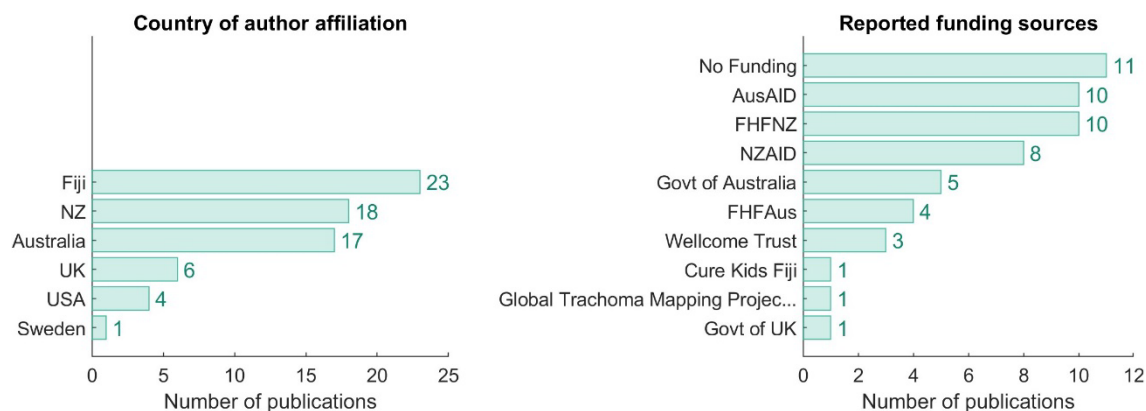 Country of author affiliation
Fiji 23
NZ 18
Australia 17
UK 6
USA 4
Sweden 1
0 5 10 15 20 25
Number of publications
Reported funding sources
No Funding 11
AusAID 10
FHFNZ 10
NZAID 8
Govt of Australia 5
FHFAus 4
Wellcome Trust 3
Cure Kids Fiji 1
Global Trachoma Mapping Projec... 1
Govt of UK 1
0 2 4 6 8 10 12
Number of publications